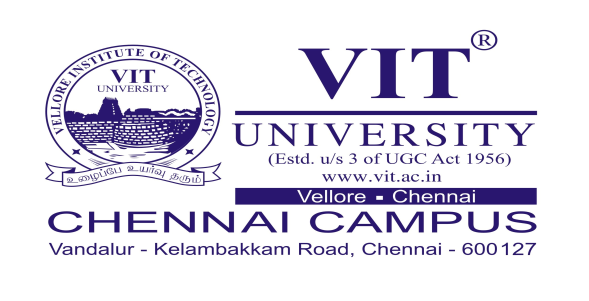 VELLORE INSTITUTE OF TECHNOLOGY
VIT
UNIVERSITY
உழைப்பே உயர்வு தரும்
VIT®
UNIVERSITY
(Estd. u/s 3 of UGC Act 1956)
www.vit.ac.in
Vellore - Chennai
CHENNAI CAMPUS
Vandalur - Kelambakkam Road, Chennai - 600127